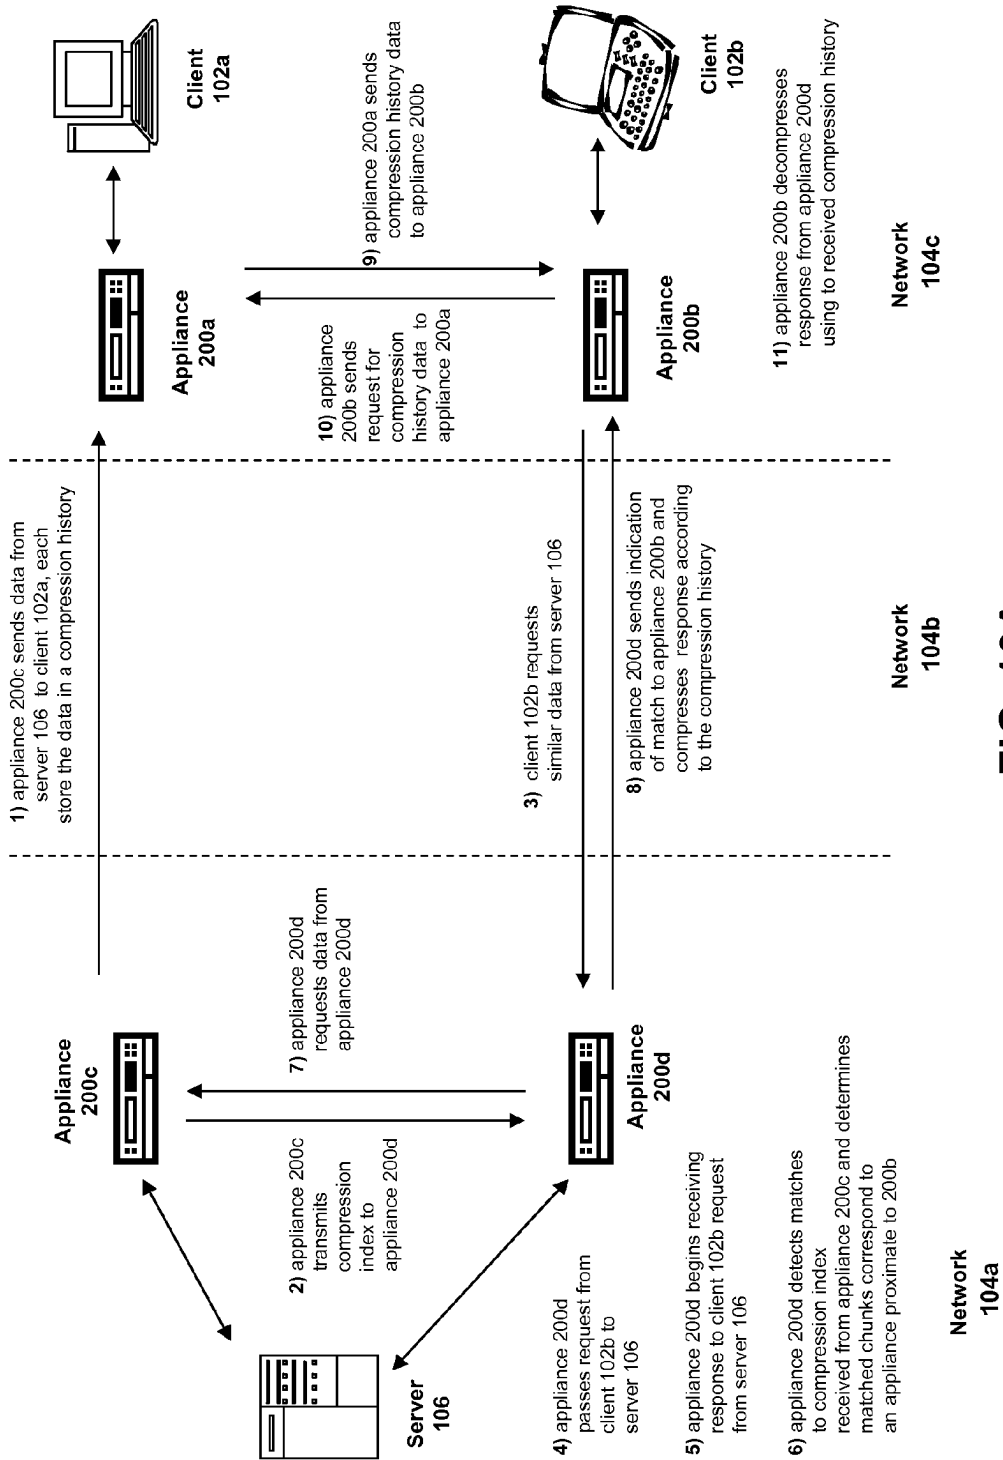 Server
106
Appliance
200c
Appliance
200d
Appliance
200a
Appliance
200b
Client
102a
Client
102b
1) appliance 200c sends data from
server 106 to client 102a, each
store the data in a compression history
2) appliance 200c
transmits
compression
index to
appliance 200d
3) client 102b requests
similar data from server 106
4) appliance 200d
passes request from
client 102b to
server 106
5) appliance 200d begins receiving
response to client 102b request
from server 106
6) appliance 200d detects matches
to compression index
received from appliance 200c and determines
matched chunks correspond to
an appliance proximate to 200b
7) appliance 200d
requests data from
appliance 200d
8) appliance 200d sends indication
of match to appliance 200b and
compresses response according
to the compression history
9) appliance 200a sends
compression history data
to appliance 200b
10) appliance
200b sends
request for
compression
history data to
appliance 200a
11) appliance 200b decompresses
response from appliance 200d
using to received compression history
Network
104a
Network
104b
Network
104c